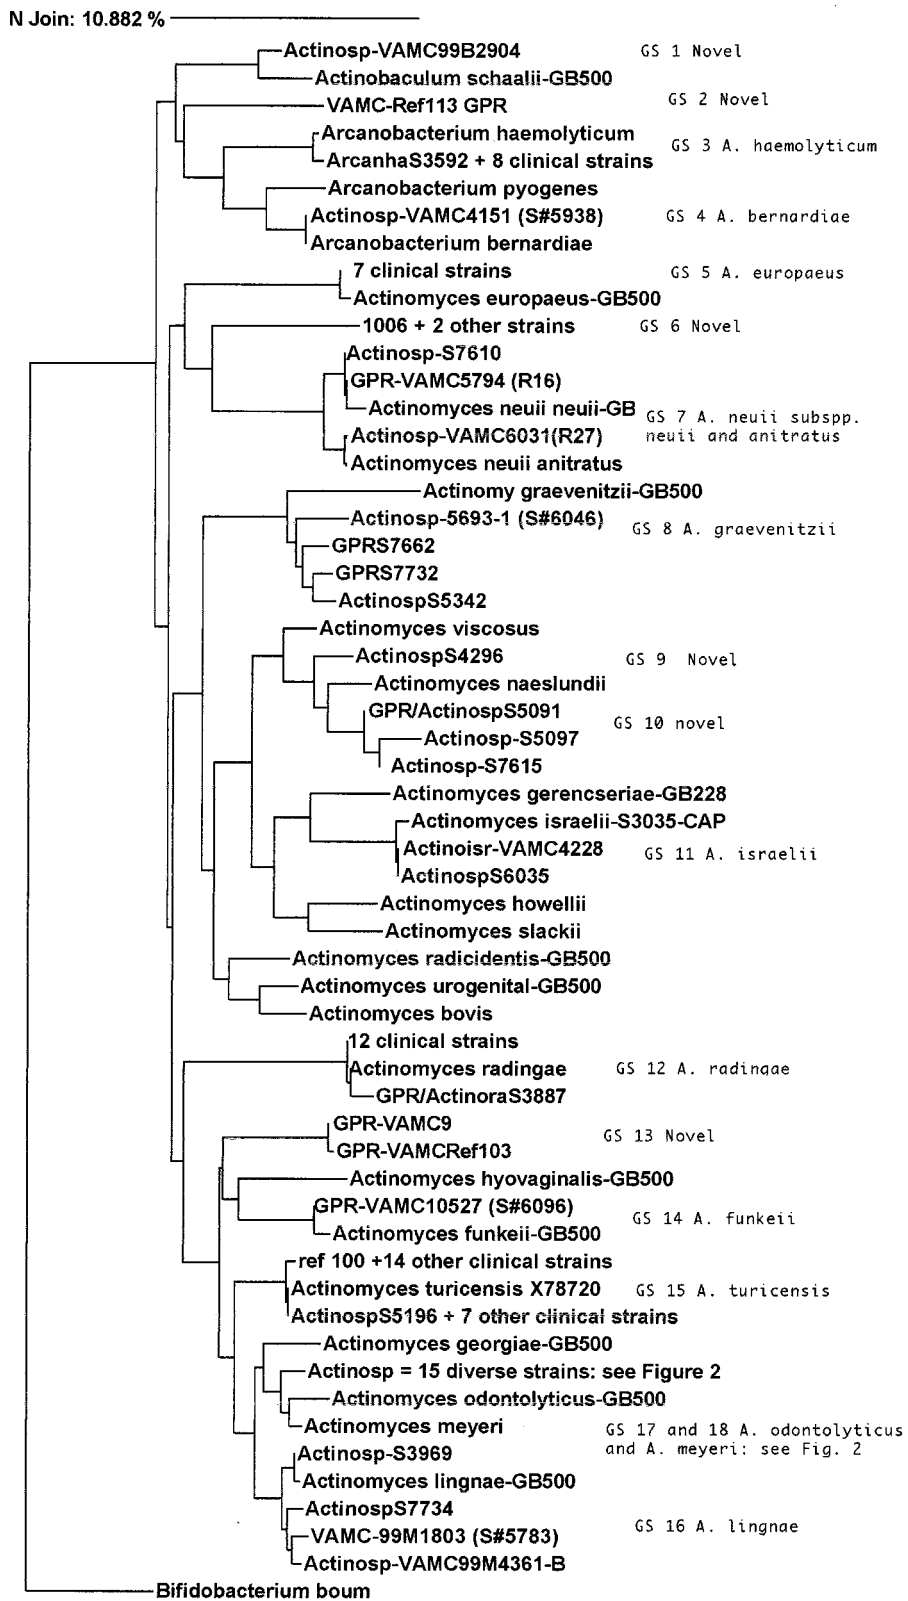 N Join: 10.882 %
Actinosp-VAMC99B2904 GS 1 Novel
Actinobaculum schaalii-GB500
VAMC-Ref113 GPR GS 2 Novel
Arcanobacterium haemolyticum
GS 3 A. haemolyticum
ArcanhaS3592 + 8 clinical strains
Arcanobacterium pyogenes
Actinosp-VAMC4151 (S#5938) GS 4 A. bernardiae
Arcanobacterium bernardiae
7 clinical strains GS 5 A. europaeus
Actinomyces europaeus-GB500
1006 + 2 other strains GS 6 Novel
Actinosp-S7610
GPR-VAMC5794 (R16)
Actinomyces neuii neuii-GB GS 7 A. neuii subspp.
Actinosp-VAMC6031(R27) neuii and anitratus
Actinomyces neuii anitratus
Actinomy graevenitzii-GB500
Actinosp-5693-1 (S#6046) GS 8 A. graevenitzii
GPRS7662
GPRS7732
ActinospS5342
Actinomyces viscosus
ActinospS4296 GS 9 Novel
Actinomyces naeslundii
GPR/ActinospS5091 GS 10 novel
Actinosp-S5097
Actinosp-S7615
Actinomyces gerencseriae-GB228
Actinomyces israelii-S3035-CAP
Actinoisr-VAMC4228 GS 11 A. israelii
ActinospS6035
Actinomyces howellii
Actinomyces slackii
Actinomyces radicidentis-GB500
Actinomyces urogenital-GB500
Actinomyces bovis
12 clinical strains
Actinomyces radingae GS 12 A. radingae
GPR/ActinoraS3887
GPR-VAMC9 GS 13 Novel
GPR-VAMCRef103
Actinomyces hyovaginalis-GB500
GPR-VAMC10527 (S#6096) GS 14 A. funkeii
Actinomyces funkeii-GB500
ref 100 +14 other clinical strains
Actinomyces turicensis X78720 GS 15 A. turicensis
ActinospS5196 + 7 other clinical strains
Actinomyces georgiae-GB500
Actinosp = 15 diverse strains: see Figure 2
Actinomyces odontolyticus-GB500
Actinomyces meyeri GS 17 and 18 A. odontolyticus
Actinosp-S3969 and A. meyeri: see Fig. 2
Actinomyces lingnae-GB500
ActinospS7734
VAMC-99M1803 (S#5783) GS 16 A. lingnae
Actinosp-VAMC99M4361-B
Bifidobacterium boum